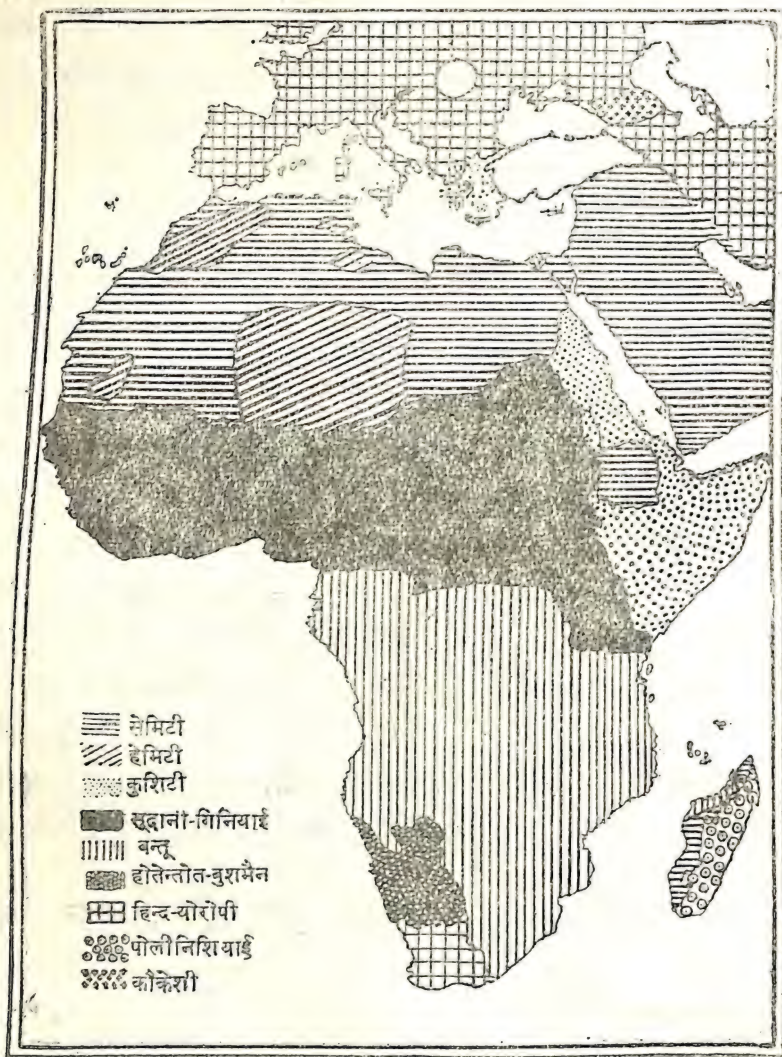 सेमिटी
हेमिटी
कुशिटी
सूदानी-गिनियाई
बन्तू
होतेन्तोत-बुशमैन
हिन्द-योरोपी
पोलीनिशियाई
कौकेशी